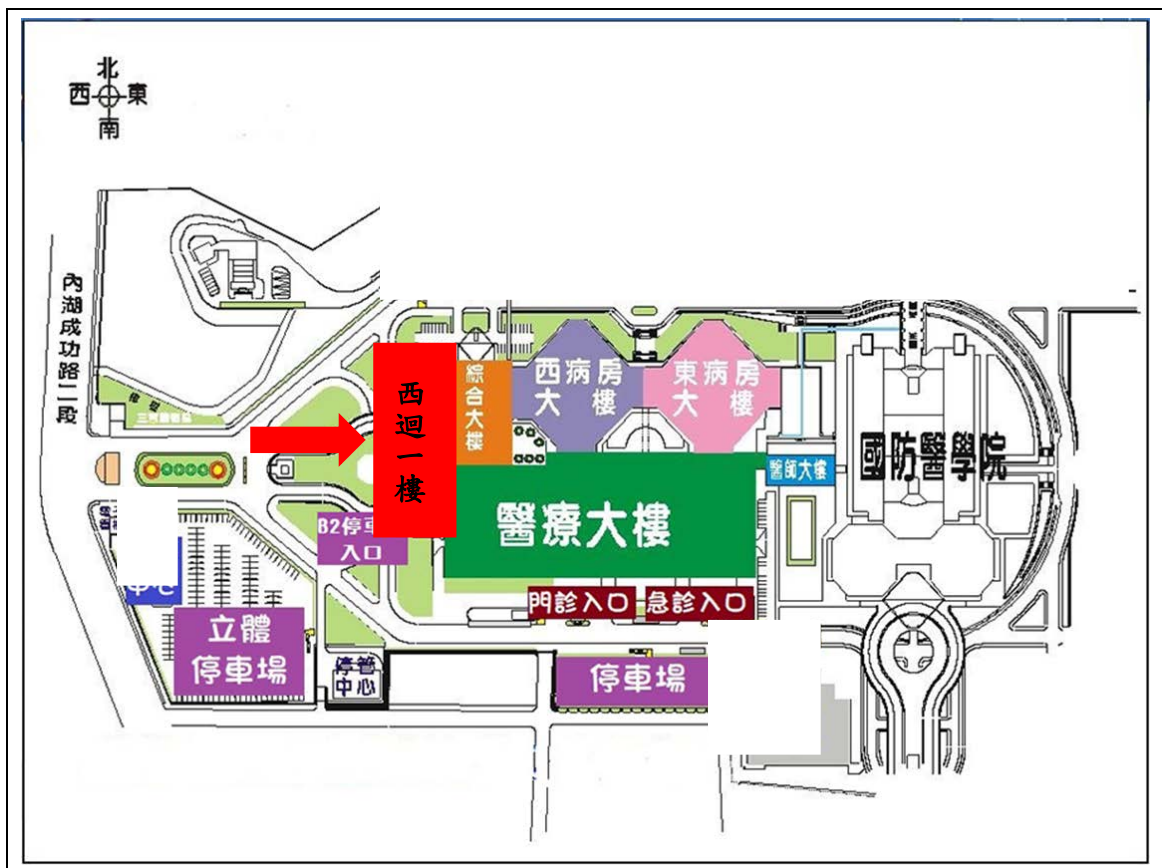 北
西 東
南
內湖成功路二段
西迴一樓
綜合大樓
西病房
大樓
東病房
大樓
國防醫學院
醫師大樓
醫療大樓
B2停車
入口
門診入口
急診入口
中心
立體
停車場
停管
中心
停車場